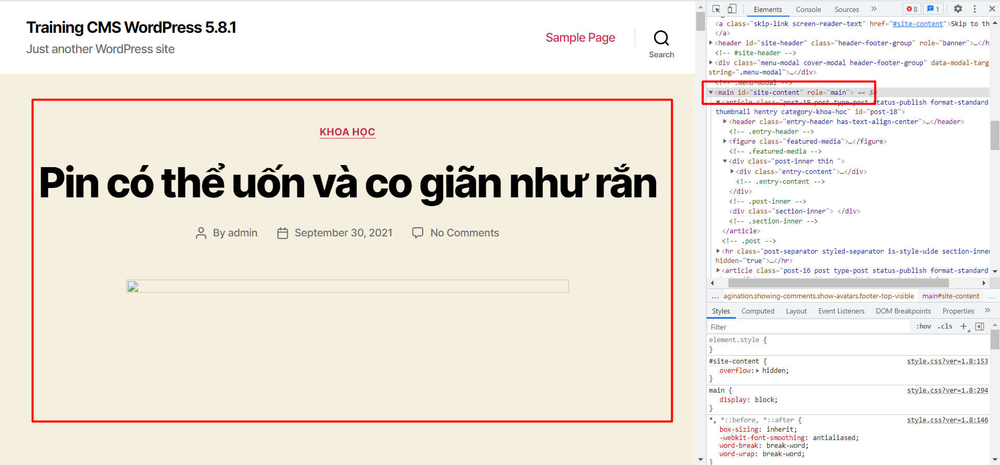 Training CMS WordPress 5.8.1
Just another WordPress site
Sample Page
Search
KHOA HỌC
Pin có thể uốn và co giãn như rắn
By admin
September 30, 2021
No Comments
Elements
Console
Sources
»
8
1
<a class="skip-link screen-reader-text" href="#site-content">Skip to th
</a>
<header id="site-header" class="header-footer-group" role="banner">…</h
<!-- #site-header -->
<div class="menu-modal cover-modal header-footer-group" data-modal-targ
string=".menu-modal">…</div>
<!-- .menu-modal -->
<main id="site-content" role="main"> == $0
<article class="post-18 post type-post status-publish format-standard
thumbnail hentry category-khoa-hoc" id="post-18">
<header class="entry-header has-text-align-center">…</header>
<!-- .entry-header -->
<figure class="featured-media">…</figure>
<!-- .featured-media -->
<div class="post-inner thin ">
<div class="entry-content">…</div>
<!-- .entry-content -->
</div>
<!-- .post-inner -->
<div class="section-inner"> </div>
<!-- .section-inner -->
</article>
<!-- .post -->
<hr class="post-separator styled-separator is-style-wide section-inner
hidden="true">…</hr>
<article class="post-16 post type-post status-publish format-standard
… agination.showing-comments.show-avatars.footer-top-visible main#site-content …
Styles Computed Layout Event Listeners DOM Breakpoints Properties »
Filter :hov .cls +
element.style {
}
#site-content { style.css?ver=1.8:153
overflow: hidden;
}
main { style.css?ver=1.8:294
display: block;
}
*, *::before, *::after { style.css?ver=1.8:146
box-sizing: inherit;
-webkit-font-smoothing: antialiased;
word-break: break-word;
word-wrap: break-word;
}